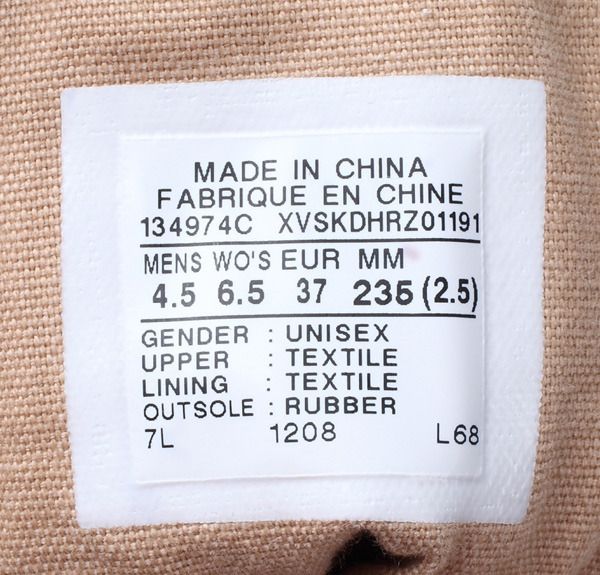 MADE IN CHINA
FABRIQUE EN CHINE
134974C XVSKDHRZ01191
MENS WO'S EUR MM
4.5 6.5 37 235 (2.5)
GENDER : UNISEX
UPPER : TEXTILE
LINING : TEXTILE
OUTSOLE : RUBBER
7L 1208 L68